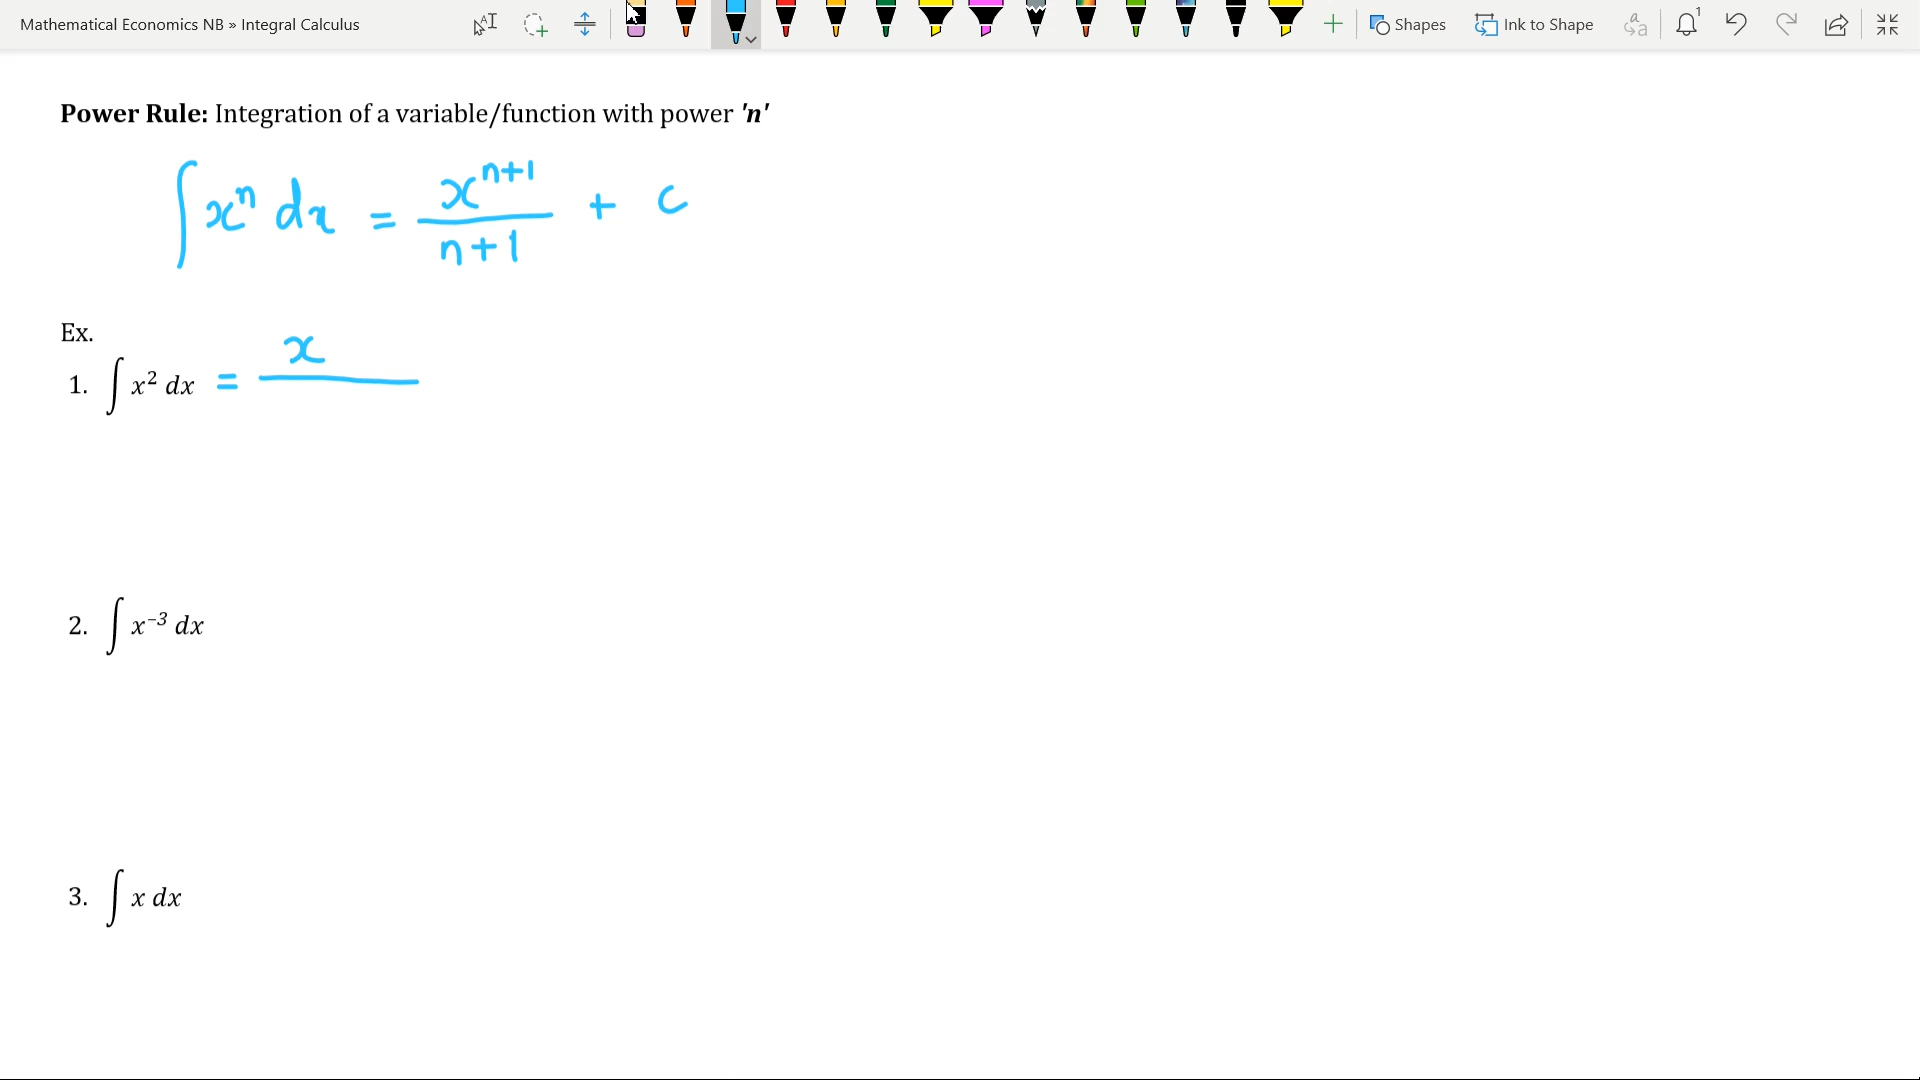 Mathematical Economics NB » Integral Calculus
1
Shapes
Ink to Shape
Power Rule: Integration of a variable/function with power 'n'
∫ xⁿ dx = xⁿ⁺¹ / n+1 + c
Ex.
1. ∫ x² dx = x
2. ∫ x⁻³ dx
3. ∫ x dx